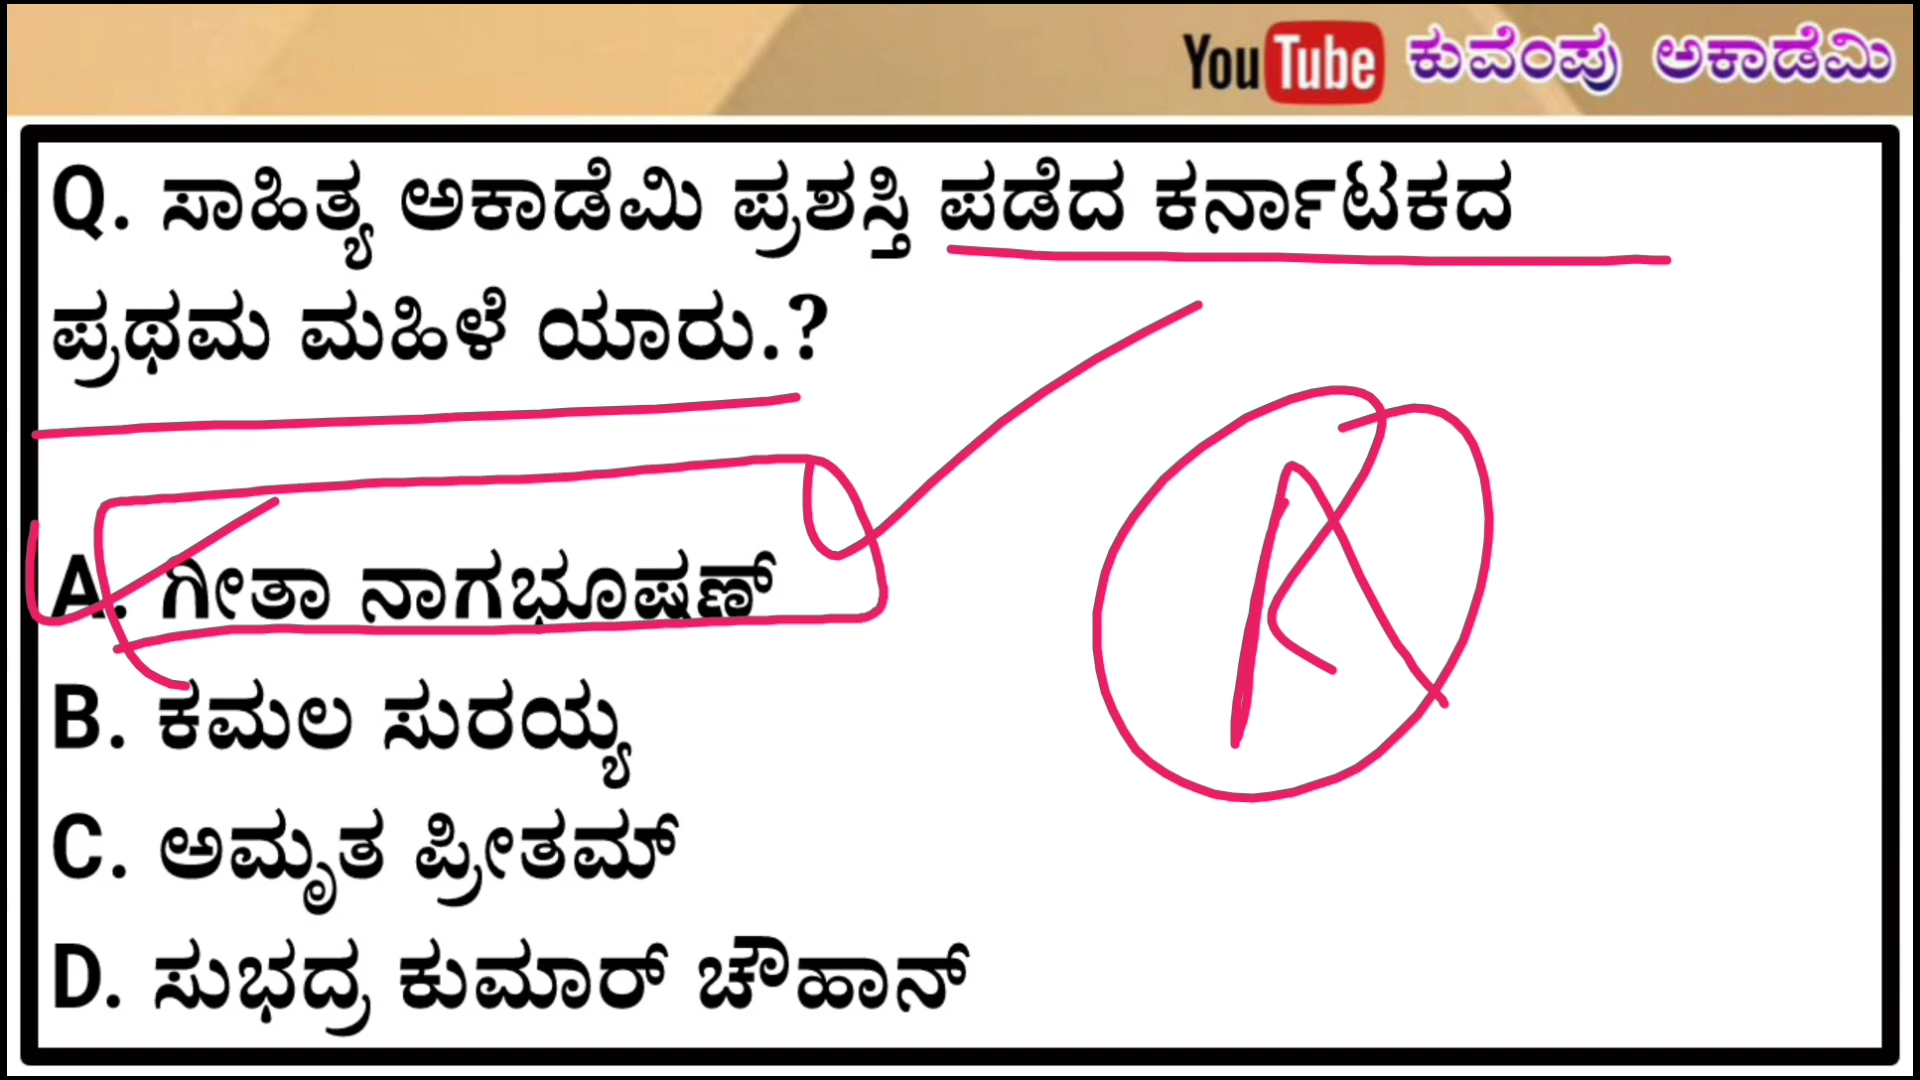 YouTube ಕುವೆಂಪು ಅಕಾಡೆಮಿ
Q. ಸಾಹಿತ್ಯ ಅಕಾಡೆಮಿ ಪ್ರಶಸ್ತಿ ಪಡೆದ ಕರ್ನಾಟಕದ
ಪ್ರಥಮ ಮಹಿಳೆ ಯಾರು.?
A. ಗೀತಾ ನಾಗಭೂಷಣ್
A
B. ಕಮಲ ಸುರಯ್ಯ
C. ಅಮೃತ ಪ್ರೀತಮ್
D. ಸುಭದ್ರ ಕುಮಾರ್ ಚೌಹಾನ್